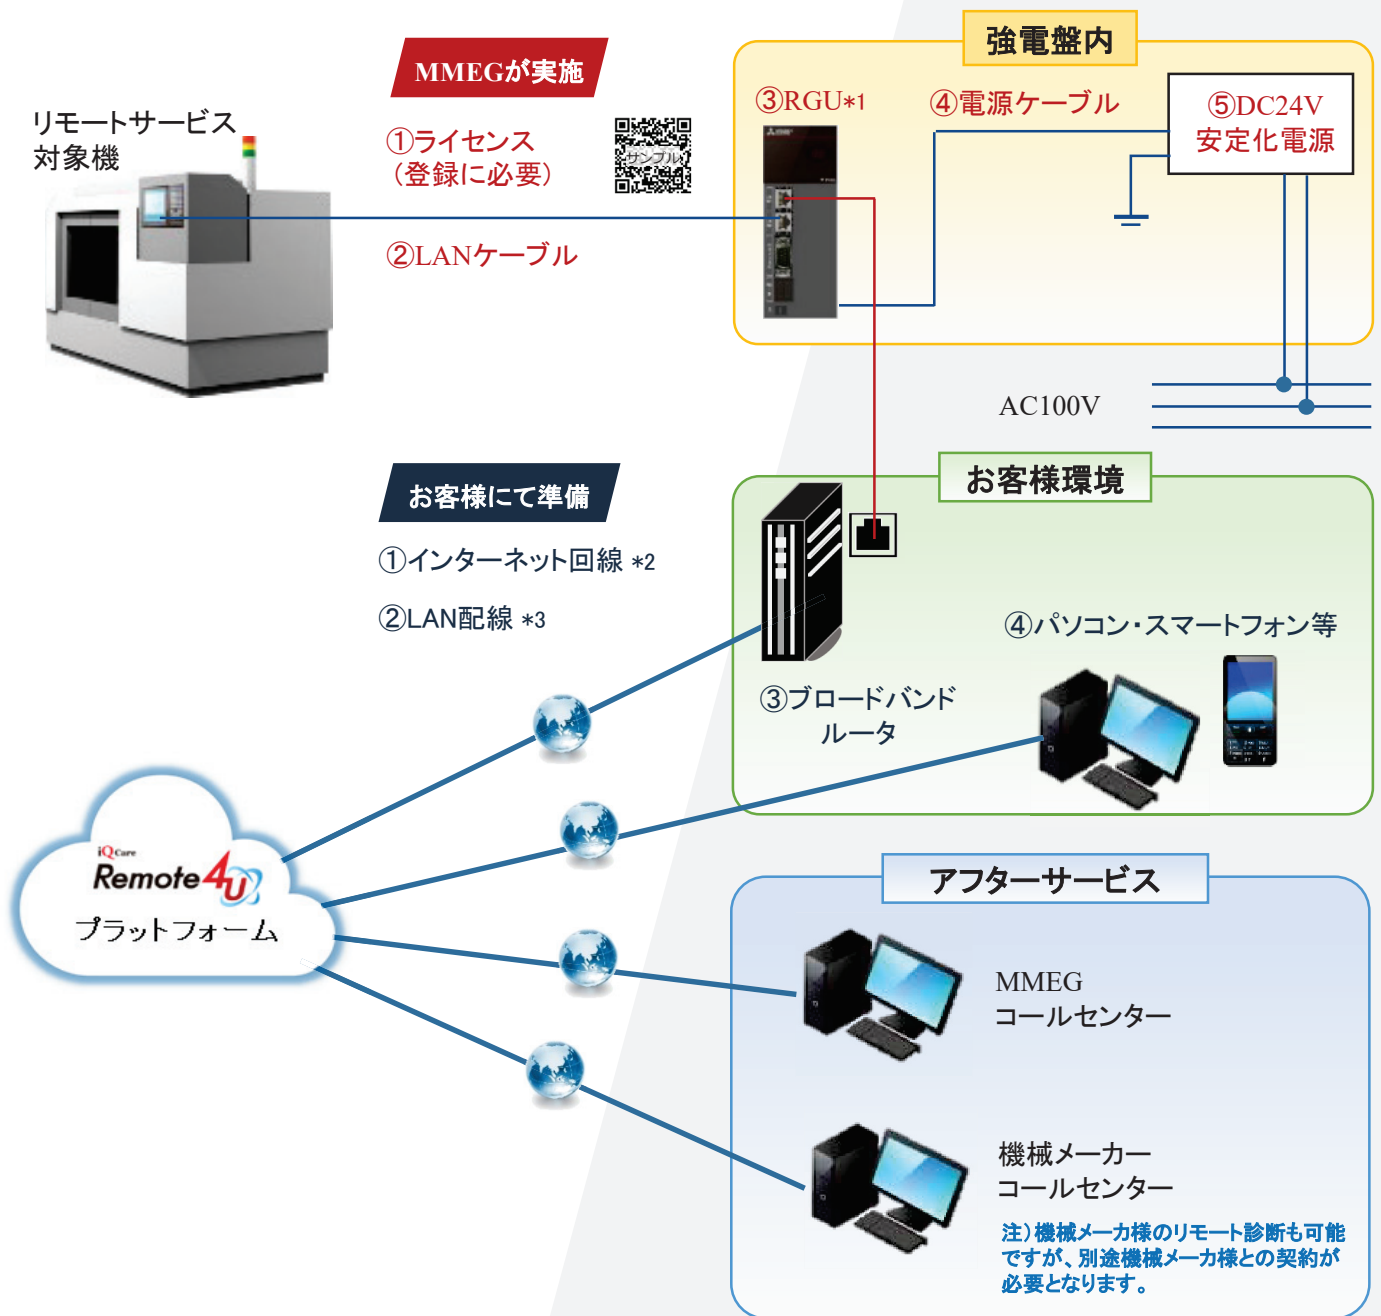 強電盤内
MMEGが実施
③RGU*1
④電源ケーブル
⑤DC24V
安定化電源
リモートサービス
対象機
①ライセンス
(登録に必要)
サンプル
②LANケーブル
AC100V
お客様にて準備
お客様環境
①インターネット回線 *2
②LAN配線 *3
④パソコン・スマートフォン等
③ブロードバンド
ルータ
iQ Care
Remote4U
プラットフォーム
アフターサービス
MMEG
コールセンター
機械メーカー
コールセンター
注）機械メーカ様のリモート診断も可能
ですが、別途機械メーカ様との契約が
必要となります。